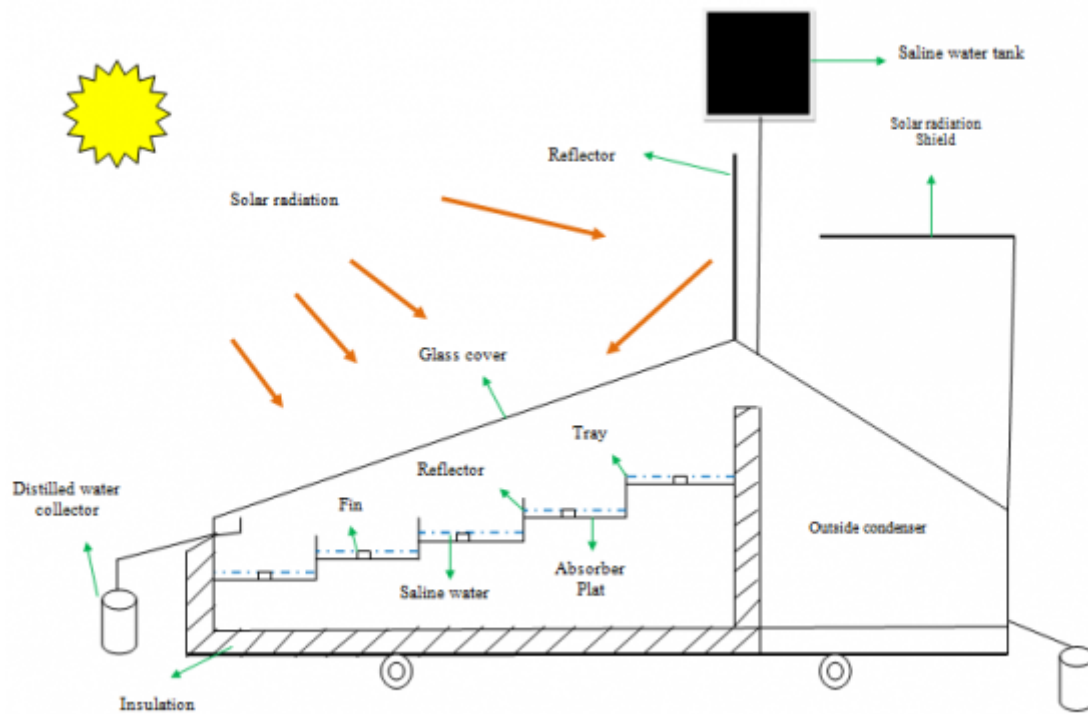 Saline water tank
Solar radiation
Shield
Reflector
Solar radiation
Glass cover
Tray
Reflector
Distilled water
collector
Fin
Outside condenser
Absorber
Plat
Saline water
Insulation